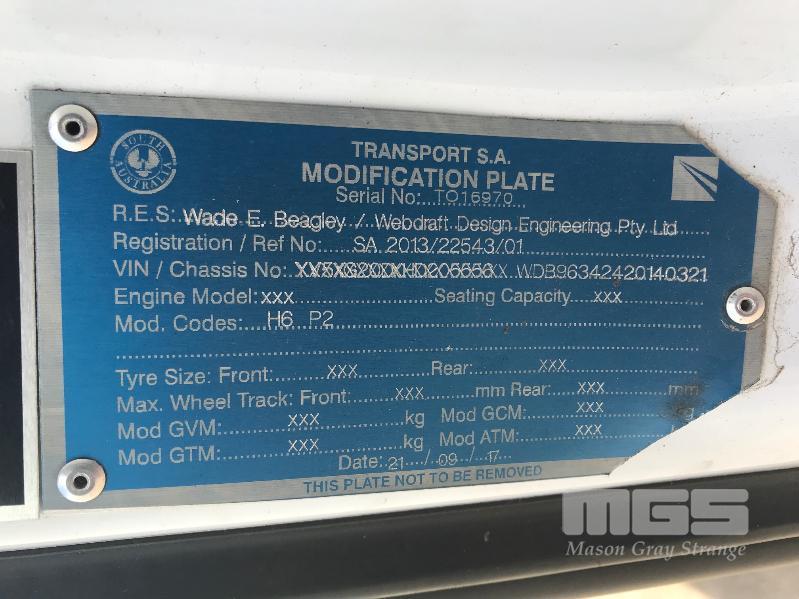 SOUTH AUSTRALIA
TRANSPORT S.A.
MODIFICATION PLATE
Serial No: TO16970
R.E.S: Wade E. Beagley / Webdraft Design Engineering Pty Ltd
Registration / Ref No: SA 2013/22543/01
VIN / Chassis No: WDB96342420140321
Engine Model: xxx Seating Capacity xxx
Mod. Codes: H6 P2
Tyre Size: Front: xxx Rear: xxx
Max. Wheel Track: Front: xxx mm Rear: xxx mm
Mod GVM: xxx kg Mod GCM: xxx kg
Mod GTM: xxx kg Mod ATM: xxx
Date: 21 / 09 / 17
THIS PLATE NOT TO BE REMOVED
MGS
Mason Gray Strange